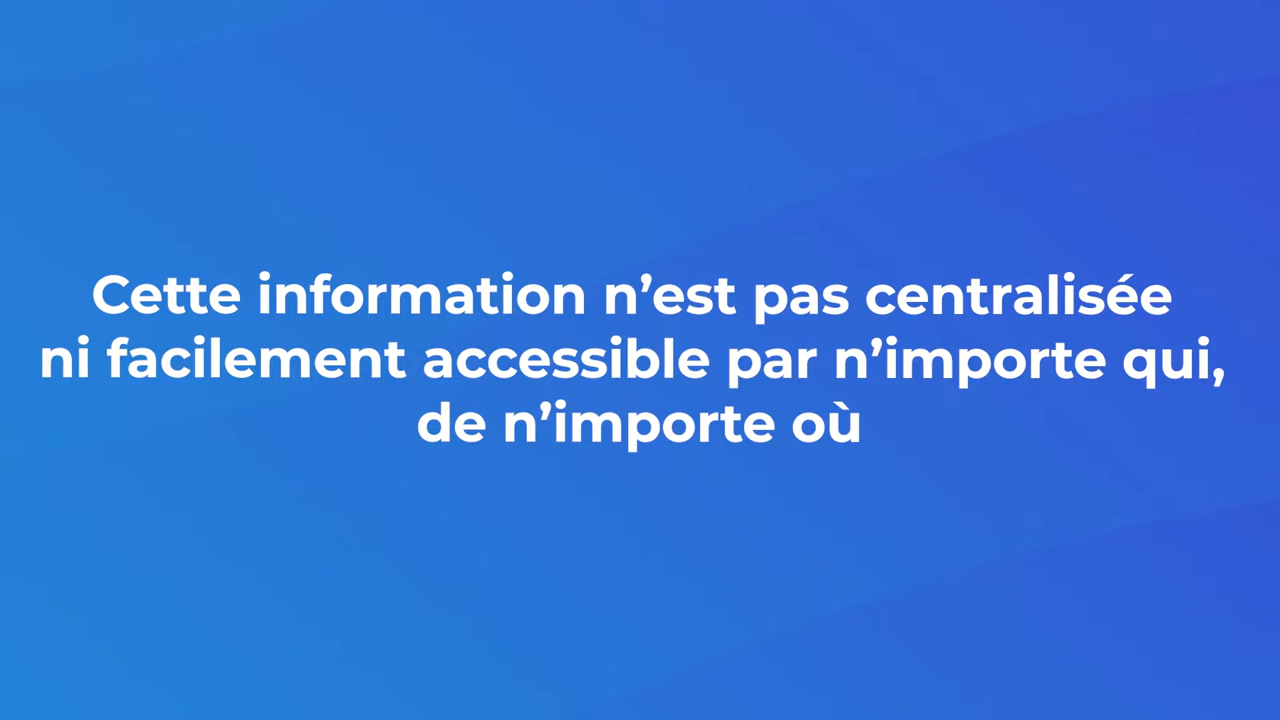 Cette information n’est pas centralisée
ni facilement accessible par n’importe qui,
de n’importe où